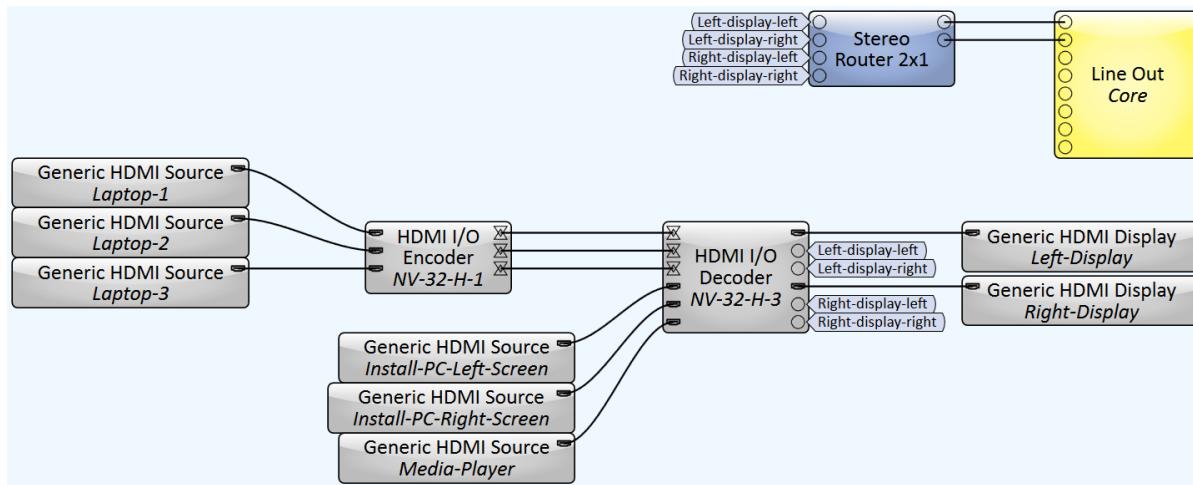 Left-display-left
Left-display-right
Right-display-left
Right-display-right
Stereo
Router 2x1
Line Out
Core
Generic HDMI Source
Laptop-1
Generic HDMI Source
Laptop-2
Generic HDMI Source
Laptop-3
HDMI I/O
Encoder
NV-32-H-1
HDMI I/O
Decoder
NV-32-H-3
Left-display-left
Left-display-right
Right-display-left
Right-display-right
Generic HDMI Display
Left-Display
Generic HDMI Display
Right-Display
Generic HDMI Source
Install-PC-Left-Screen
Generic HDMI Source
Install-PC-Right-Screen
Generic HDMI Source
Media-Player